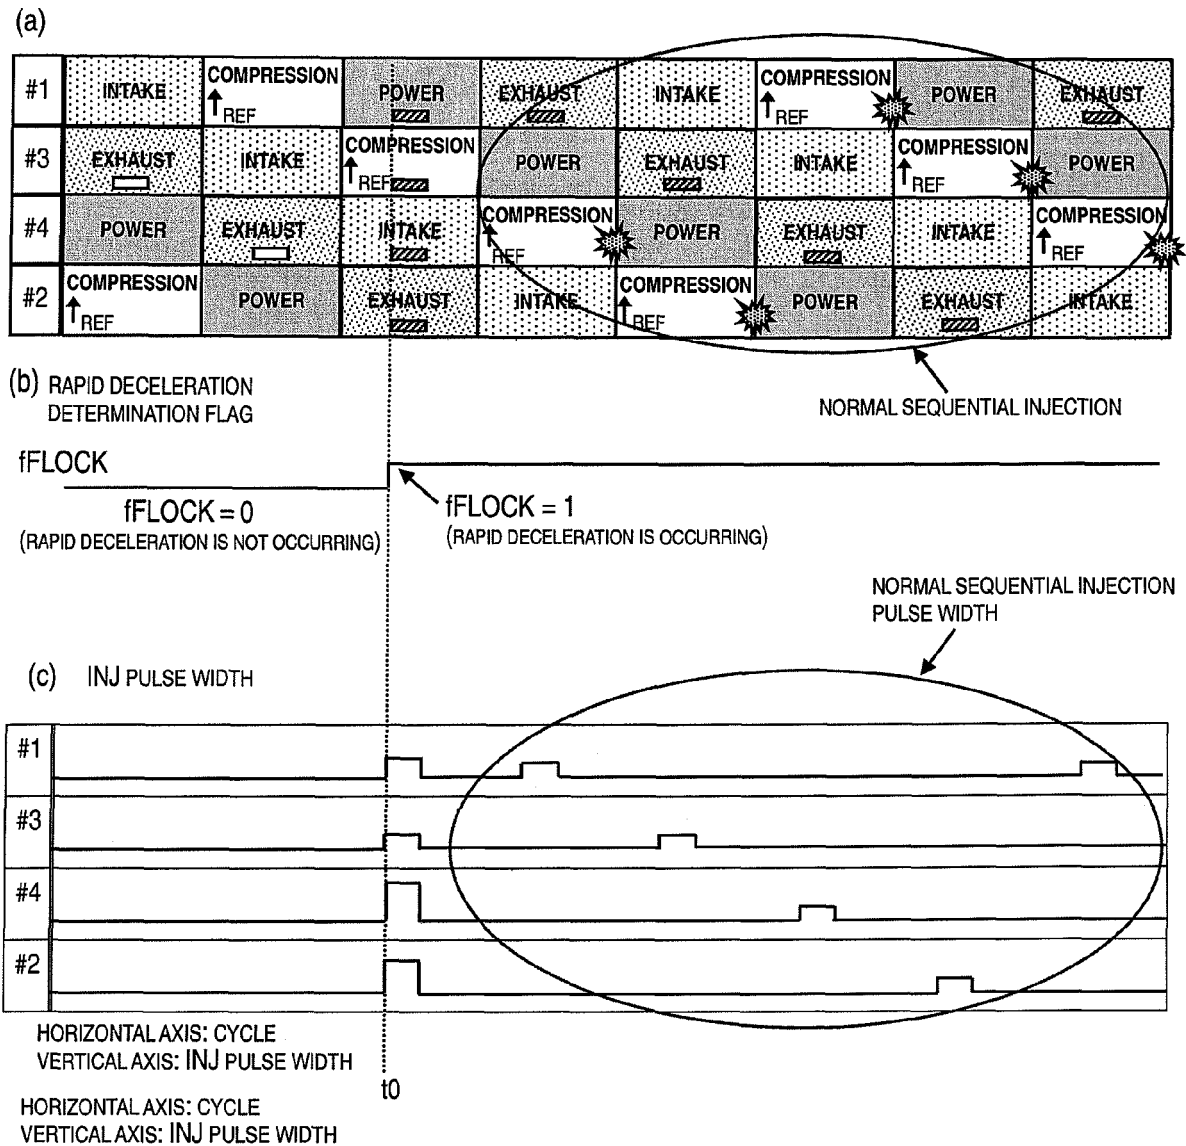 (a)
#1 INTAKE COMPRESSION POWER EXHAUST INTAKE COMPRESSION POWER EXHAUST
REF REF
#3 EXHAUST INTAKE COMPRESSION POWER EXHAUST INTAKE COMPRESSION POWER
REF REF
#4 POWER EXHAUST INTAKE COMPRESSION POWER EXHAUST INTAKE COMPRESSION
REF REF
#2 COMPRESSION POWER EXHAUST INTAKE COMPRESSION POWER EXHAUST INTAKE
REF REF
NORMAL SEQUENTIAL INJECTION
(b) RAPID DECELERATION
DETERMINATION FLAG
fFLOCK
fFLOCK = 0
(RAPID DECELERATION IS NOT OCCURRING)
fFLOCK = 1
(RAPID DECELERATION IS OCCURRING)
NORMAL SEQUENTIAL INJECTION
PULSE WIDTH
(c) INJ PULSE WIDTH
#1
#3
#4
#2
HORIZONTAL AXIS: CYCLE
VERTICAL AXIS: INJ PULSE WIDTH
t0
HORIZONTAL AXIS: CYCLE
VERTICAL AXIS: INJ PULSE WIDTH